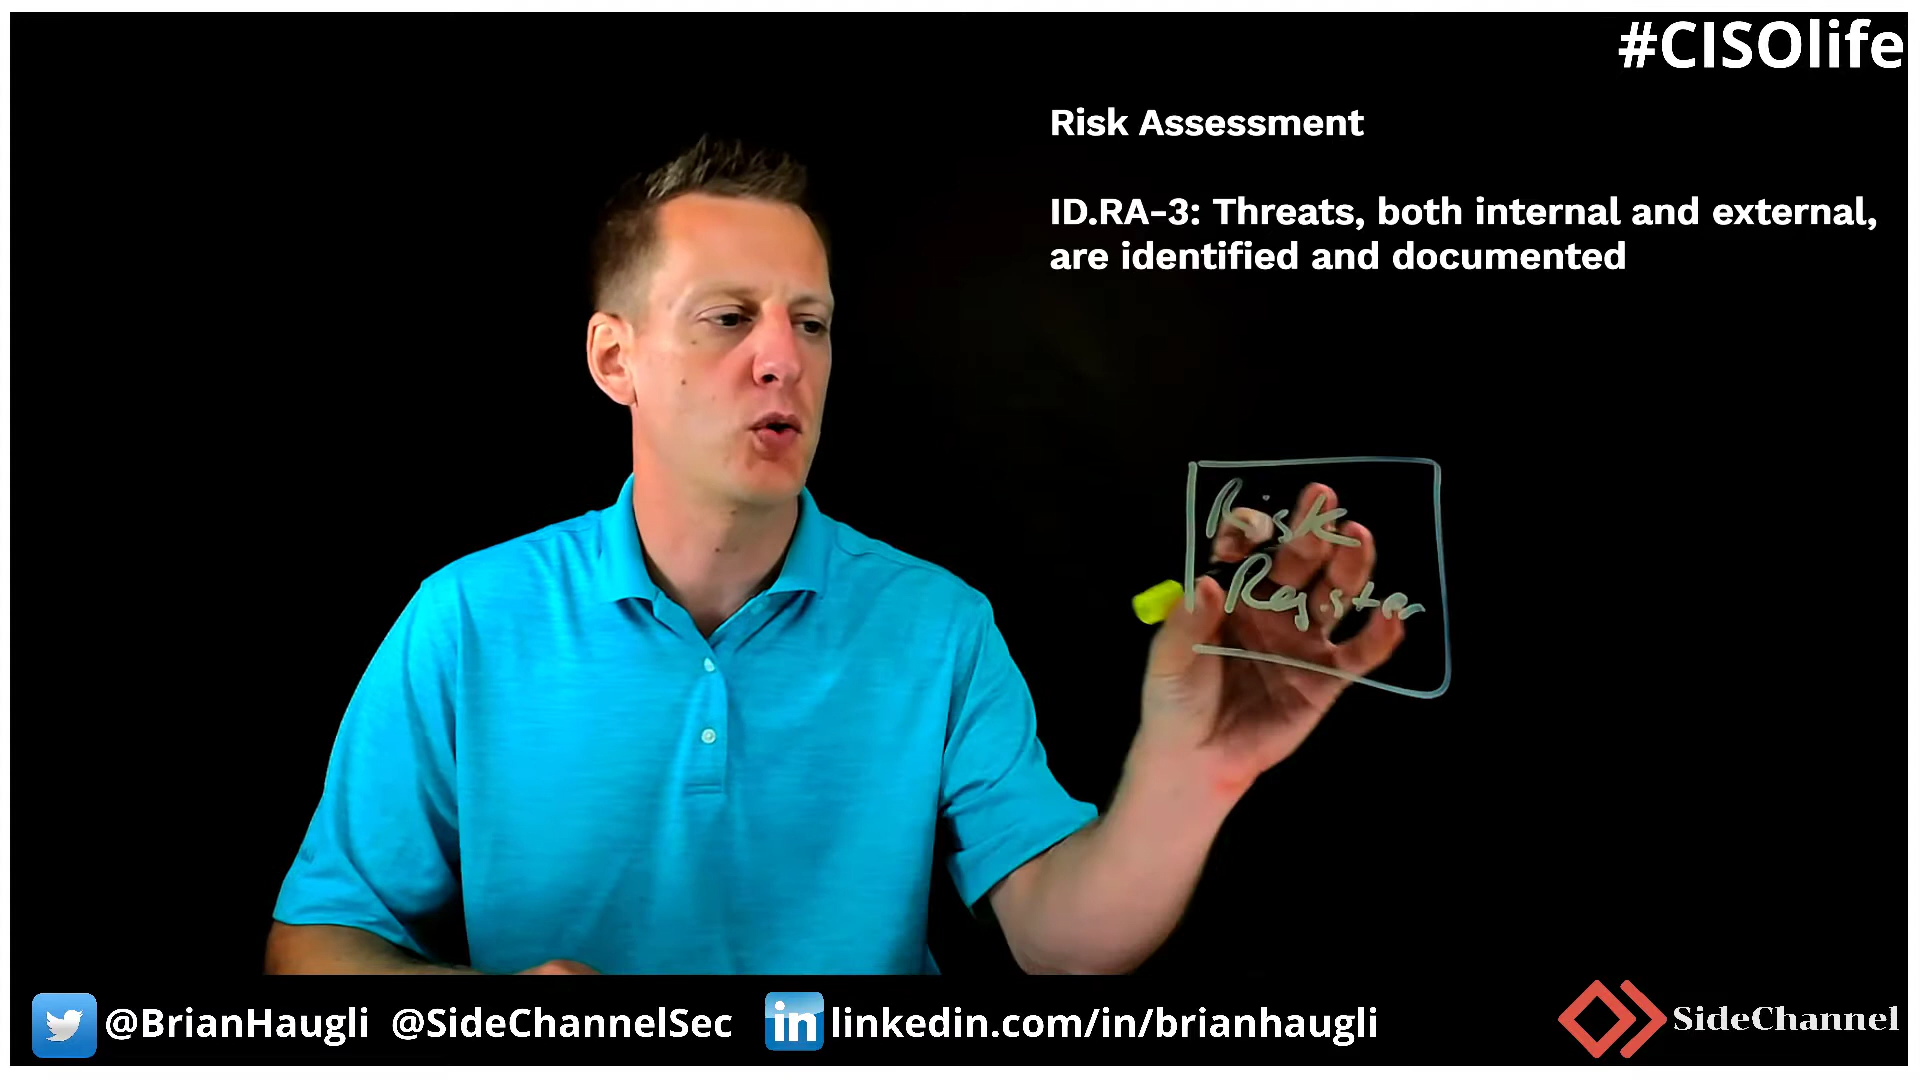 #CISOlife
Risk Assessment
ID.RA-3: Threats, both internal and external,
are identified and documented
Risk
Register
@BrianHaugli @SideChannelSec linkedin.com/in/brianhaugli
SideChannel